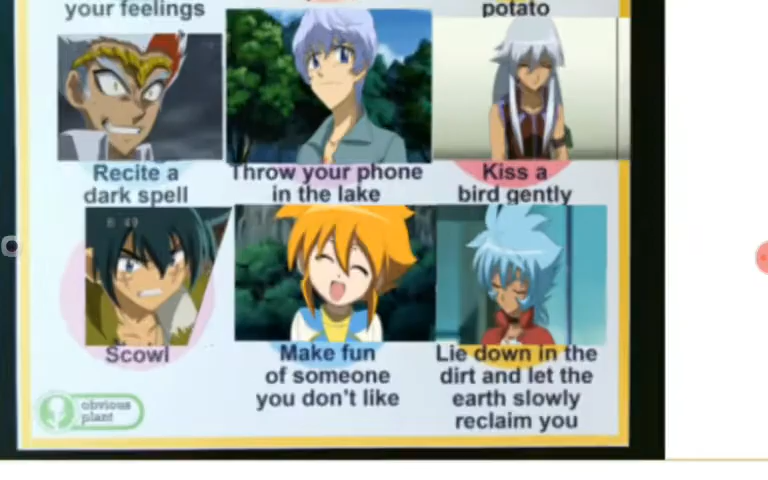 your feelings
potato
Recite a
dark spell
Throw your phone
in the lake
Kiss a
bird gently
Scowl
Make fun
of someone
you don't like
Lie down in the
dirt and let the
earth slowly
reclaim you
obvious
plant